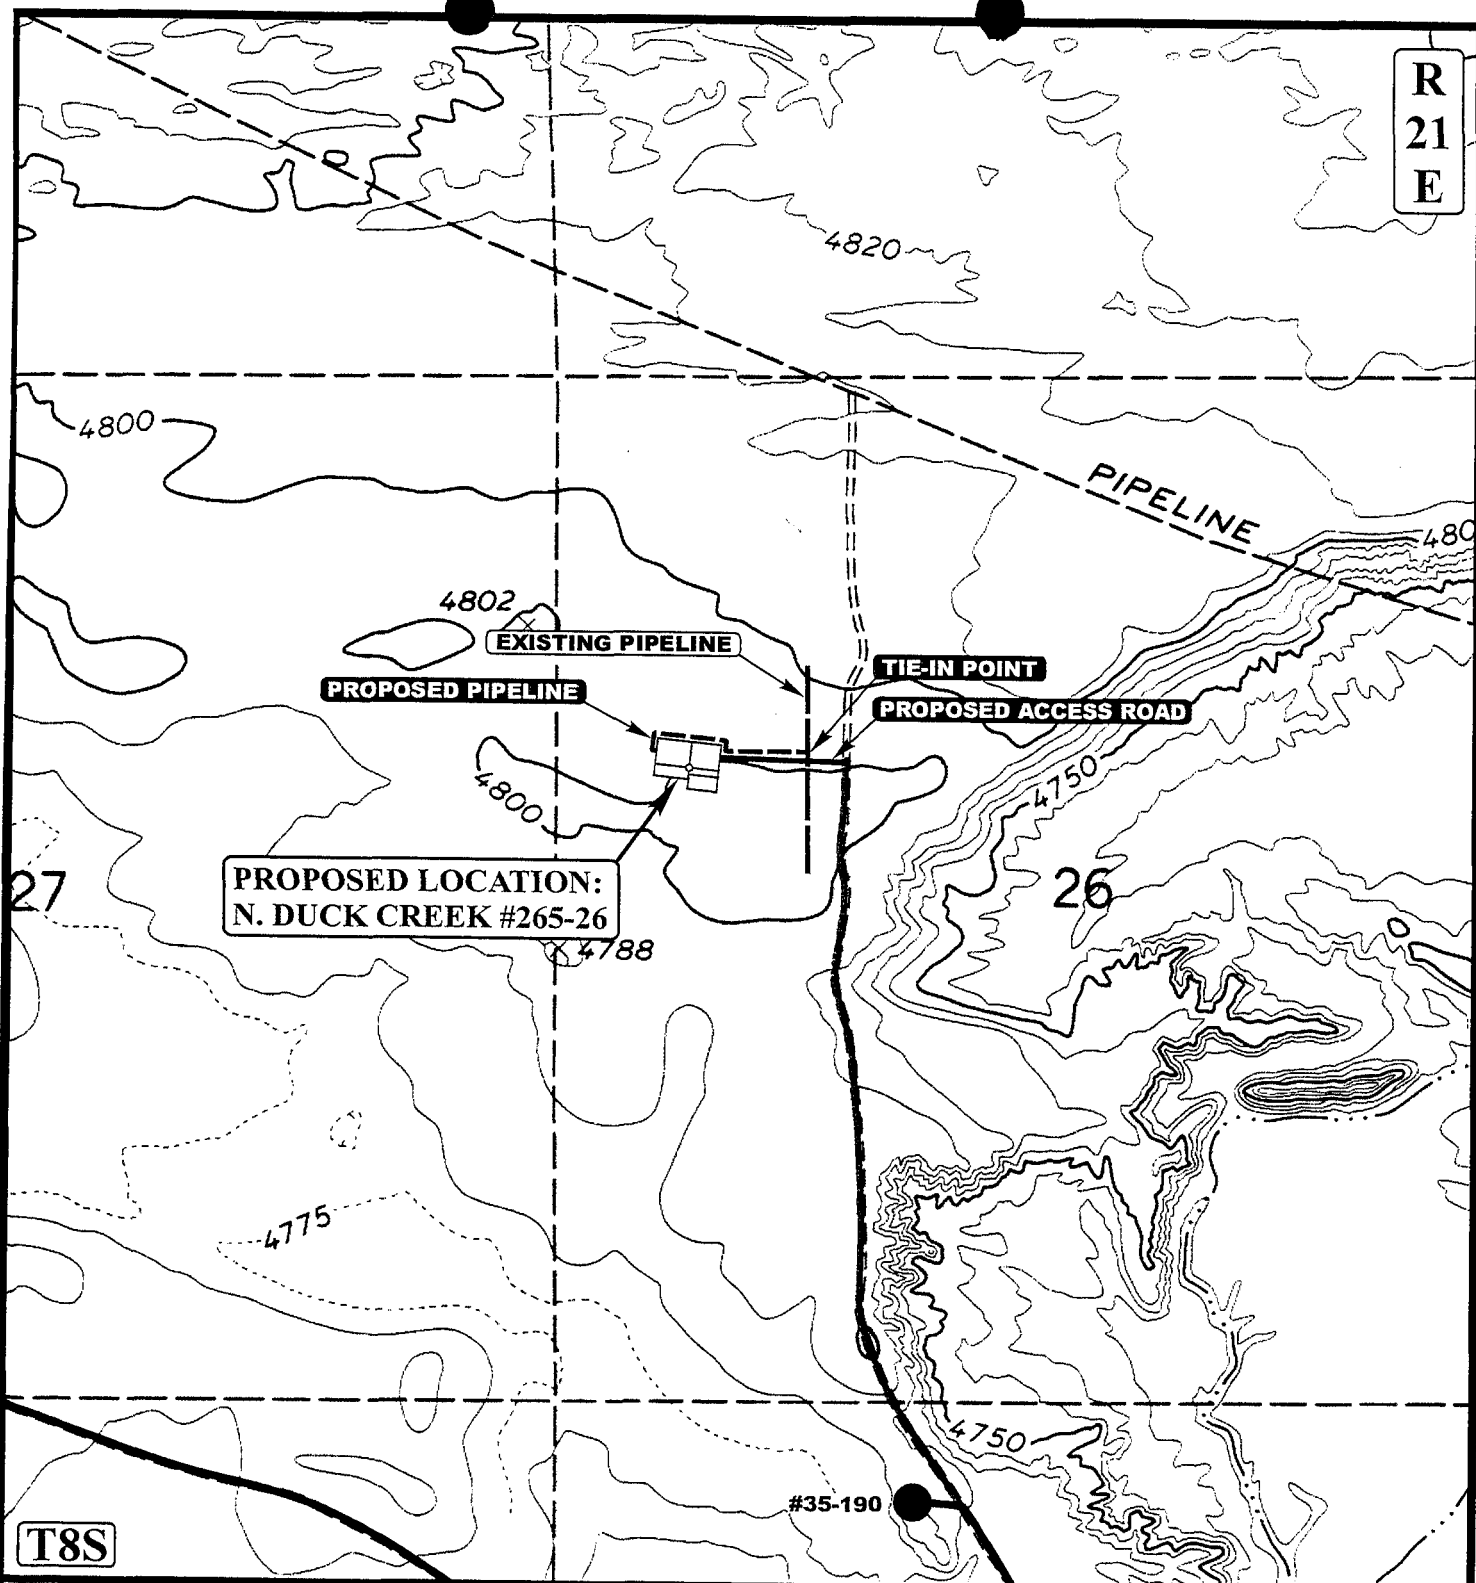 R
21
E
4820
4800
PIPELINE
480
4802
EXISTING PIPELINE
TIE-IN POINT
PROPOSED PIPELINE
PROPOSED ACCESS ROAD
4750
4800
27
26
PROPOSED LOCATION:
N. DUCK CREEK #265-26
4788
4775
4750
#35-190
T8S